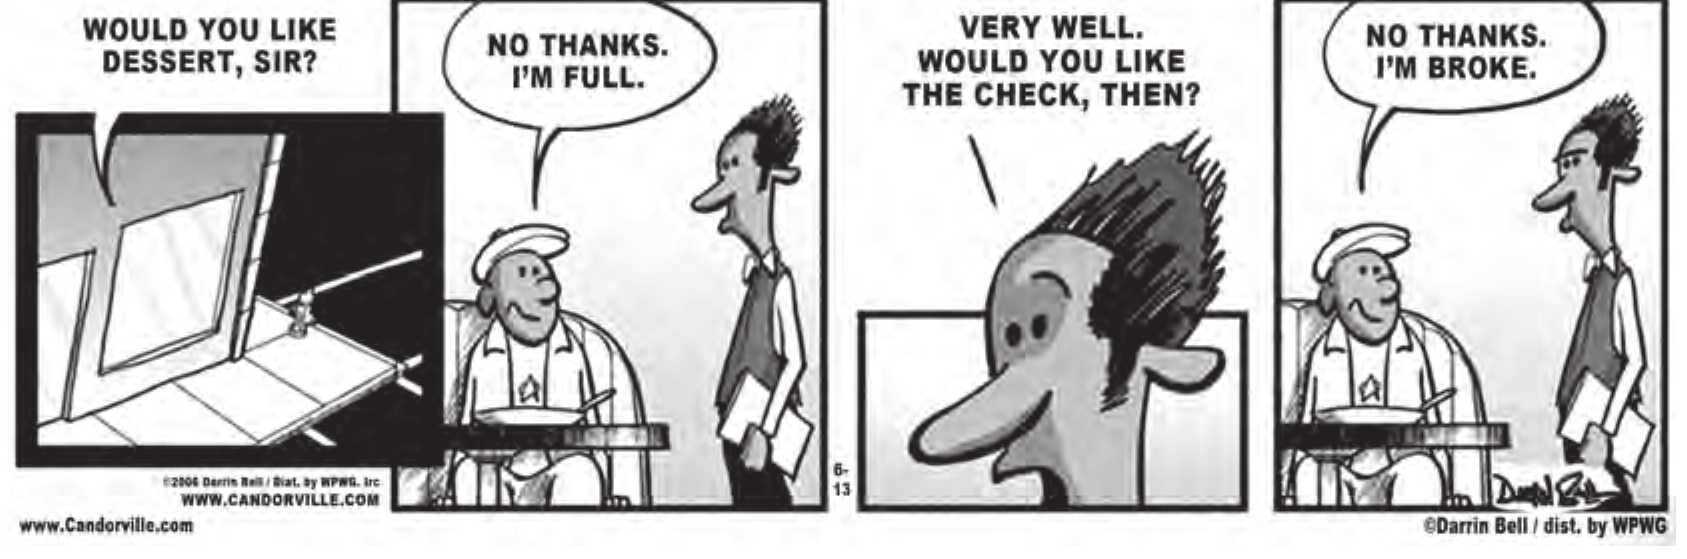 WOULD YOU LIKE
DESSERT, SIR?
NO THANKS.
I'M FULL.
VERY WELL.
WOULD YOU LIKE
THE CHECK, THEN?
NO THANKS.
I'M BROKE.
©2006 Darrin Bell / Dist. by WPWG, Inc
WWW.CANDORVILLE.COM
www.Candorville.com
6-
13
Darrin Bell
©Darrin Bell / dist. by WPWG